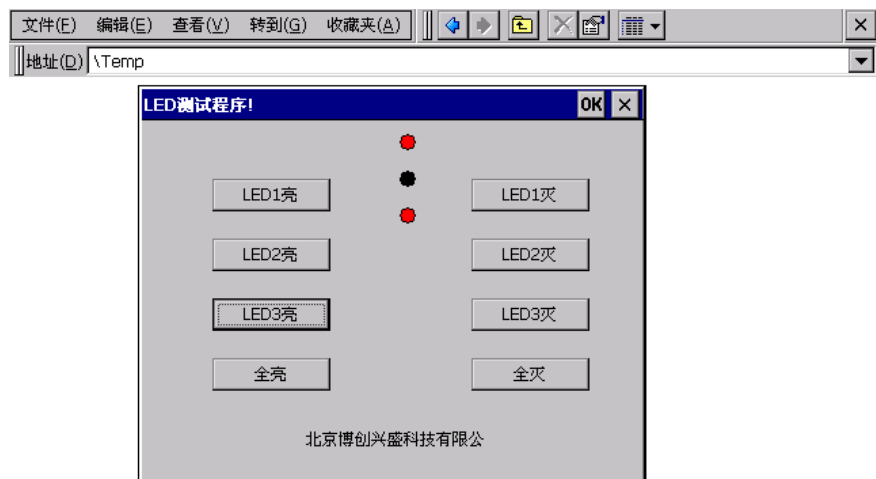 文件(F) 编辑(E) 查看(V) 转到(G) 收藏夹(A)
地址(D) \Temp
LED测试程序! OK
LED1亮 LED1灭
LED2亮 LED2灭
LED3亮 LED3灭
全亮 全灭
北京博创兴盛科技有限公